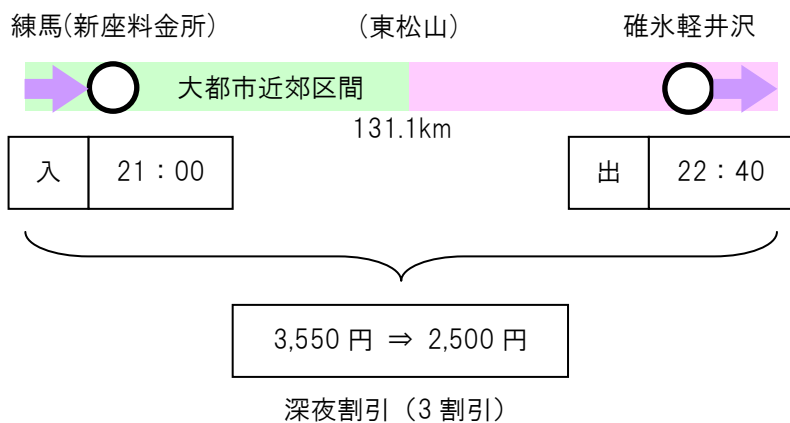 練馬(新座料金所)　(東松山)　碓氷軽井沢
大都市近郊区間
131.1km
入　21：00　出　22：40
3,550 円 ⇒ 2,500 円
深夜割引（3 割引）